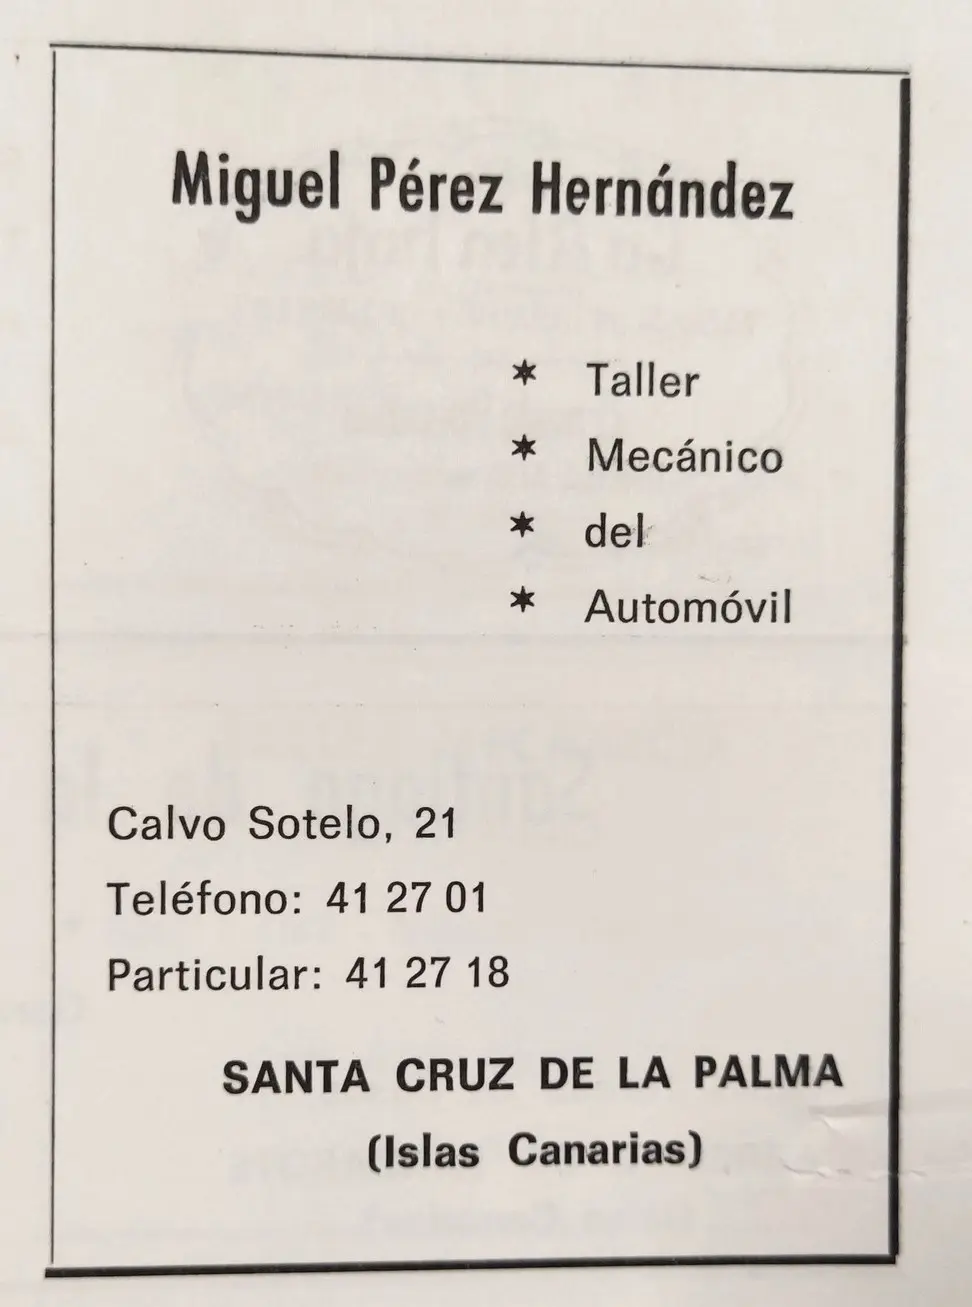 Miguel Pérez Hernández
* Taller
* Mecánico
* del
* Automóvil
Calvo Sotelo, 21
Teléfono: 41 27 01
Particular: 41 27 18
SANTA CRUZ DE LA PALMA
(Islas Canarias)